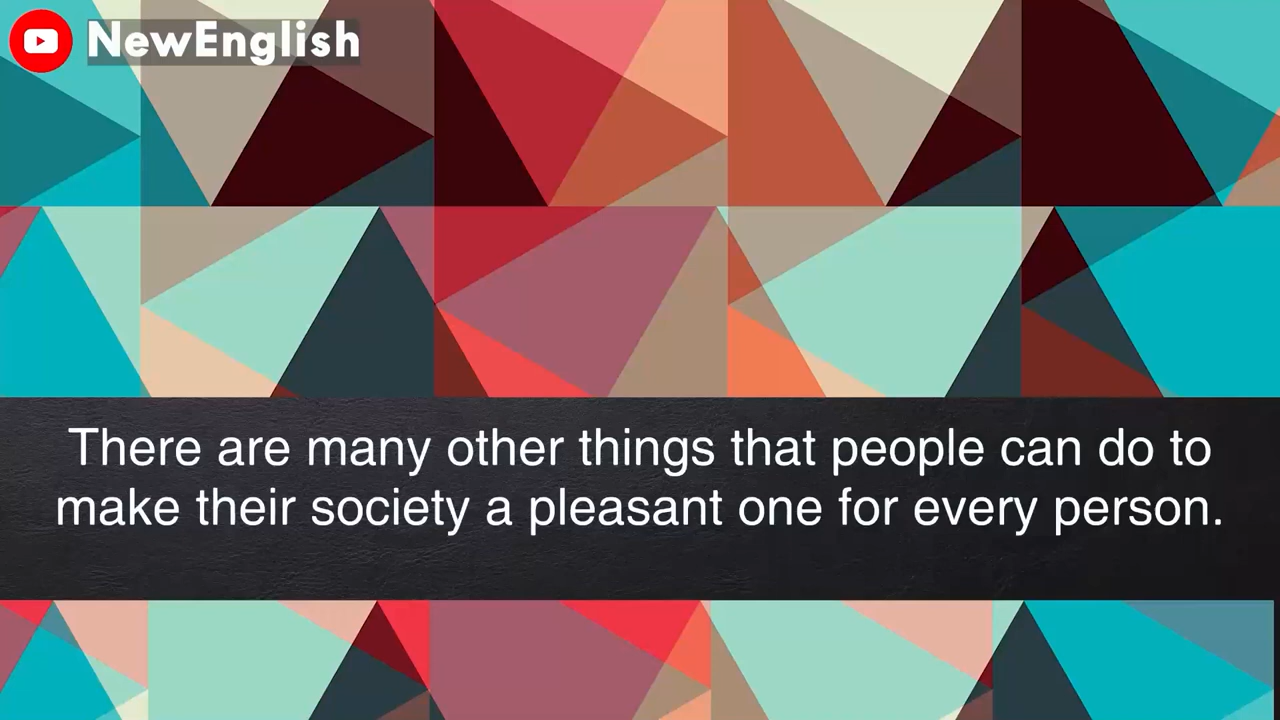 NewEnglish
There are many other things that people can do to
make their society a pleasant one for every person.